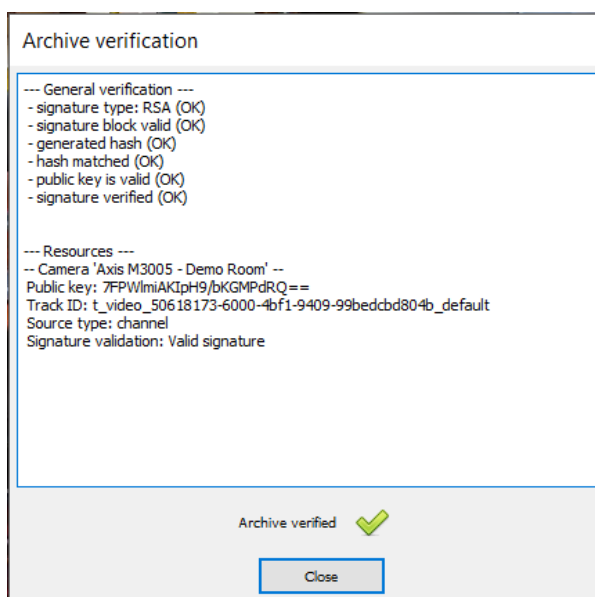 Archive verification
--- General verification ---
- signature type: RSA (OK)
- signature block valid (OK)
- generated hash (OK)
- hash matched (OK)
- public key is valid (OK)
- signature verified (OK)
--- Resources ---
-- Camera 'Axis M3005 - Demo Room' --
Public key: 7FPWlmiAKIpH9/bKGMPdRQ==
Track ID: t_video_50618173-6000-4bf1-9409-99bedcbd804b_default
Source type: channel
Signature validation: Valid signature
Archive verified
Close